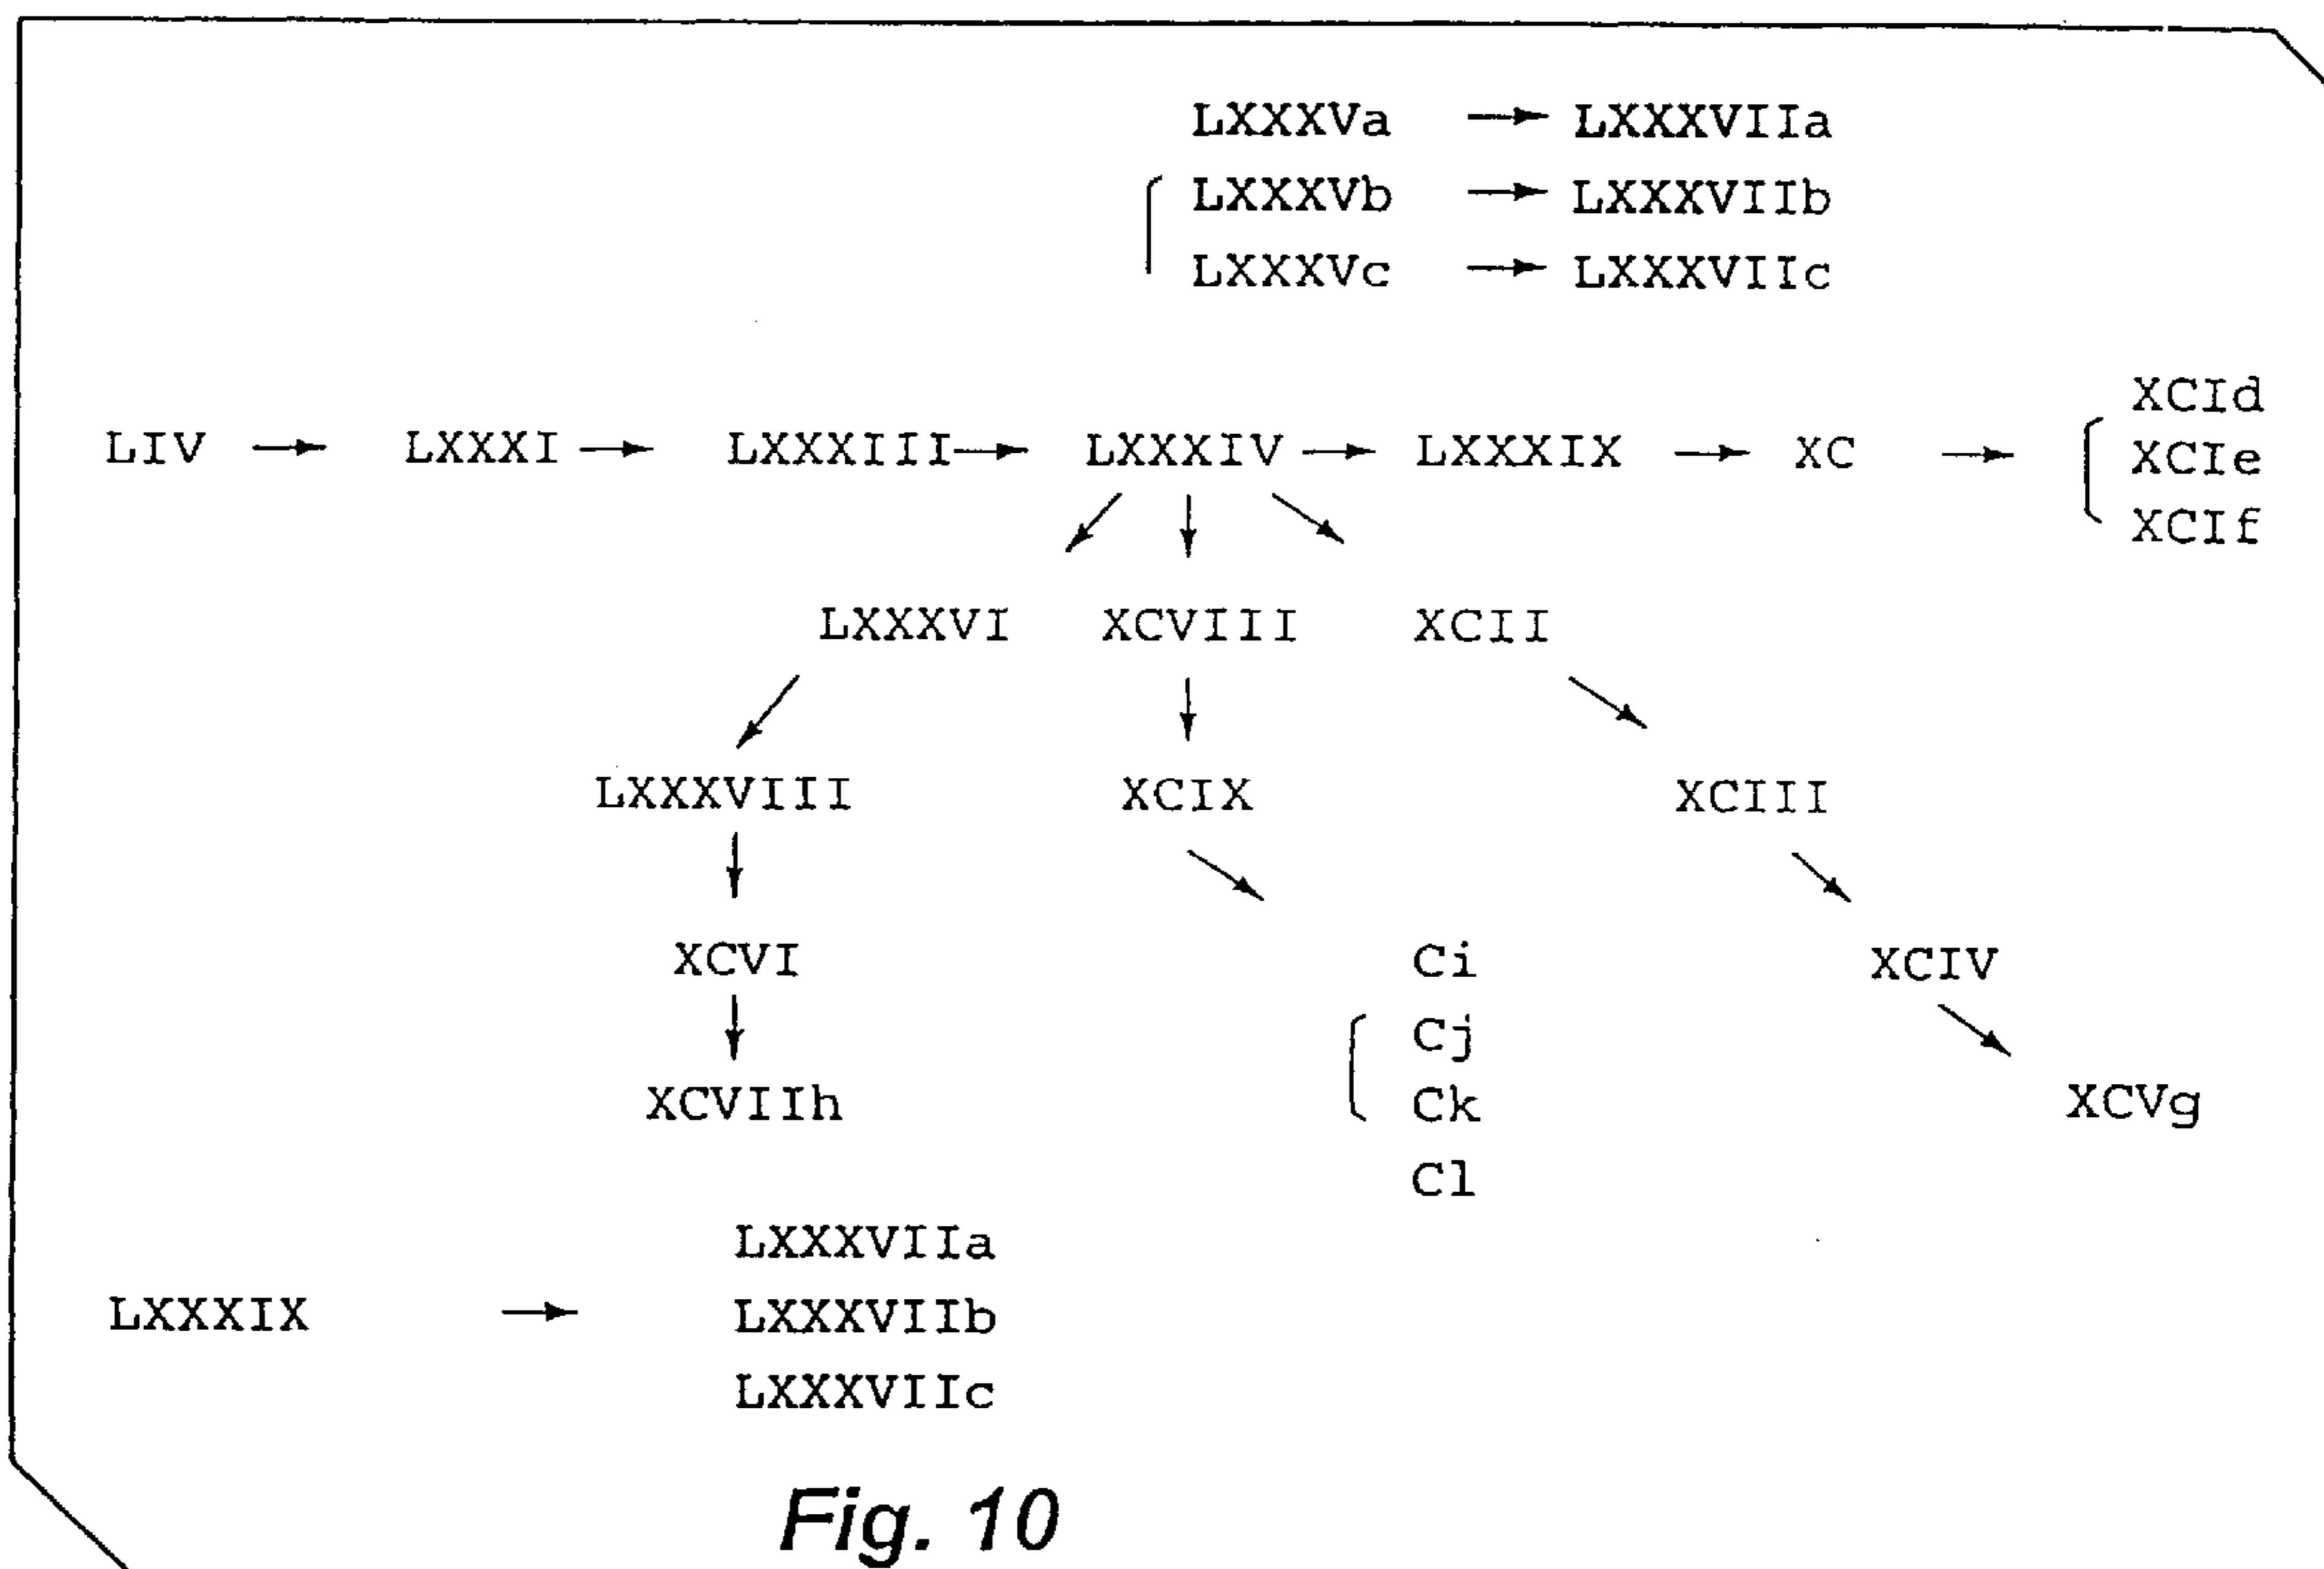 LXXXVa → LXXXVIIa
LXXXVb → LXXXVIIb
LXXXVc → LXXXVIIc
XCId
LIV → LXXXI → LXXXIII → LXXXIV → LXXXIX → XC → XCIe
XCIf
LXXXVI XCVIII XCII
LXXXVIII XCIX XCIII
XCVI Ci XCIV
Cj
XCVIIh Ck XCVg
Cl
LXXXVIIa
LXXXIX → LXXXVIIb
LXXXVIIc
Fig. 10